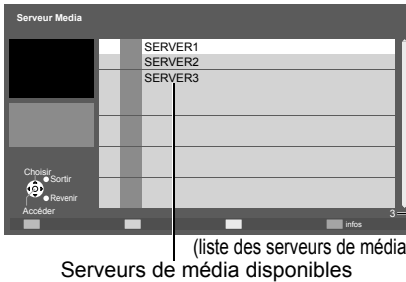 Serveur Media
SERVER1
SERVER2
SERVER3
Choisir
Sortir
Revenir
Accéder
3
infos
(liste des serveurs de média
Serveurs de média disponibles